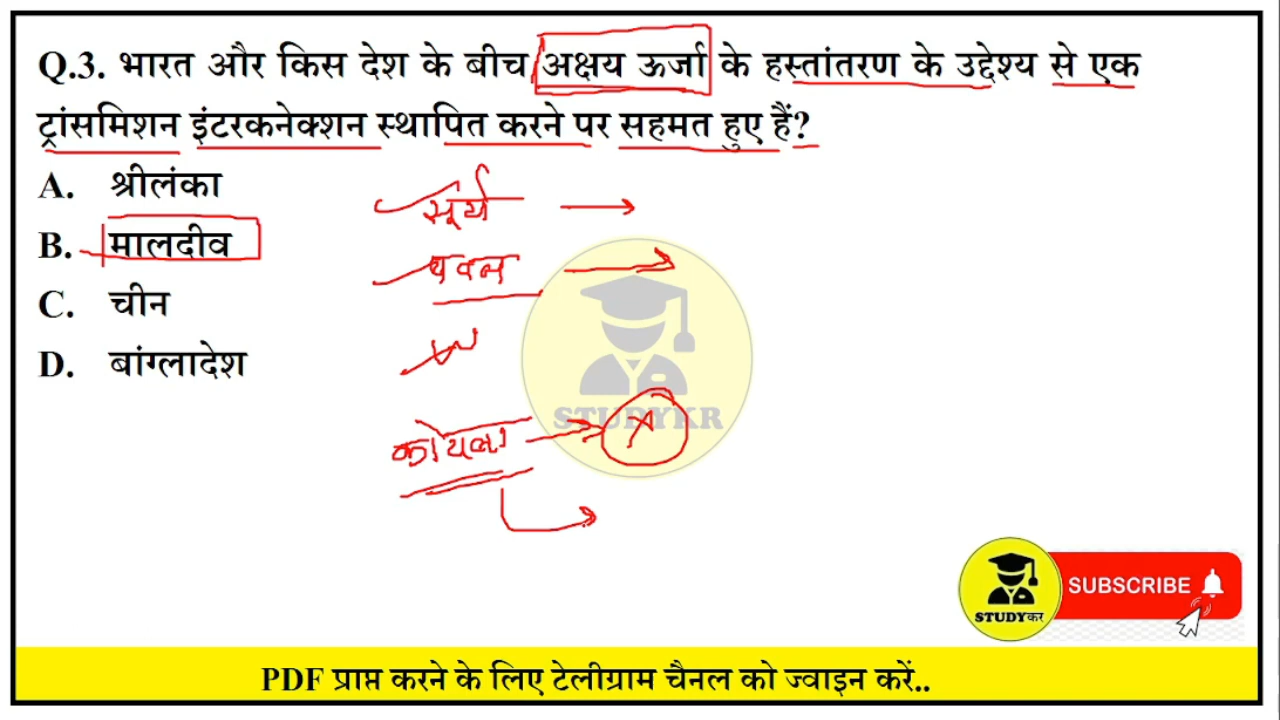 Q.3. भारत और किस देश के बीच अक्षय ऊर्जा के हस्तांतरण के उद्देश्य से एक
ट्रांसमिशन इंटरकनेक्शन स्थापित करने पर सहमत हुए हैं?
A. श्रीलंका
B. मालदीव
C. चीन
D. बांग्लादेश
सूर्य
पवन
कोयला
STUDYKR
SUBSCRIBE
STUDYकर
PDF प्राप्त करने के लिए टेलीग्राम चैनल को ज्वाइन करें..